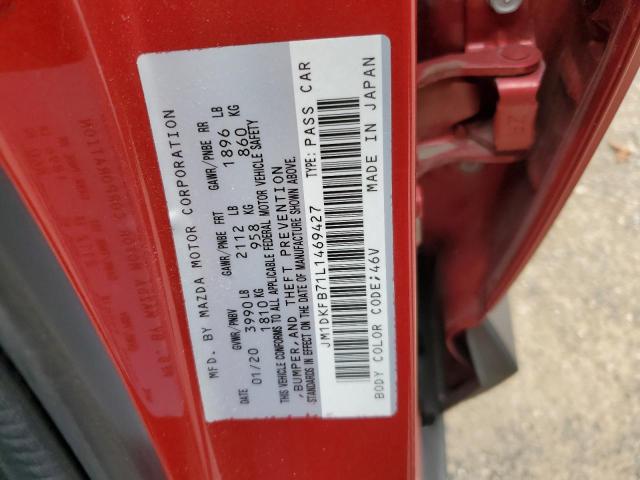 MFD. BY MAZDA MOTOR CORPORATION
DATE GVWR/PNBV GAWR/PNBE FRT GAWR/PNBE RR
01/20 3990 LB 2112 LB 1896 LB
1810 KG 958 KG 860 KG
THIS VEHICLE CONFORMS TO ALL APPLICABLE FEDERAL MOTOR VEHICLE SAFETY
BUMPER, AND THEFT PREVENTION
STANDARDS IN EFFECT ON THE DATE OF MANUFACTURE SHOWN ABOVE.
TYPE: PASS CAR
JM1DKFB71L1469427
BODY COLOR CODE;46V MADE IN JAPAN